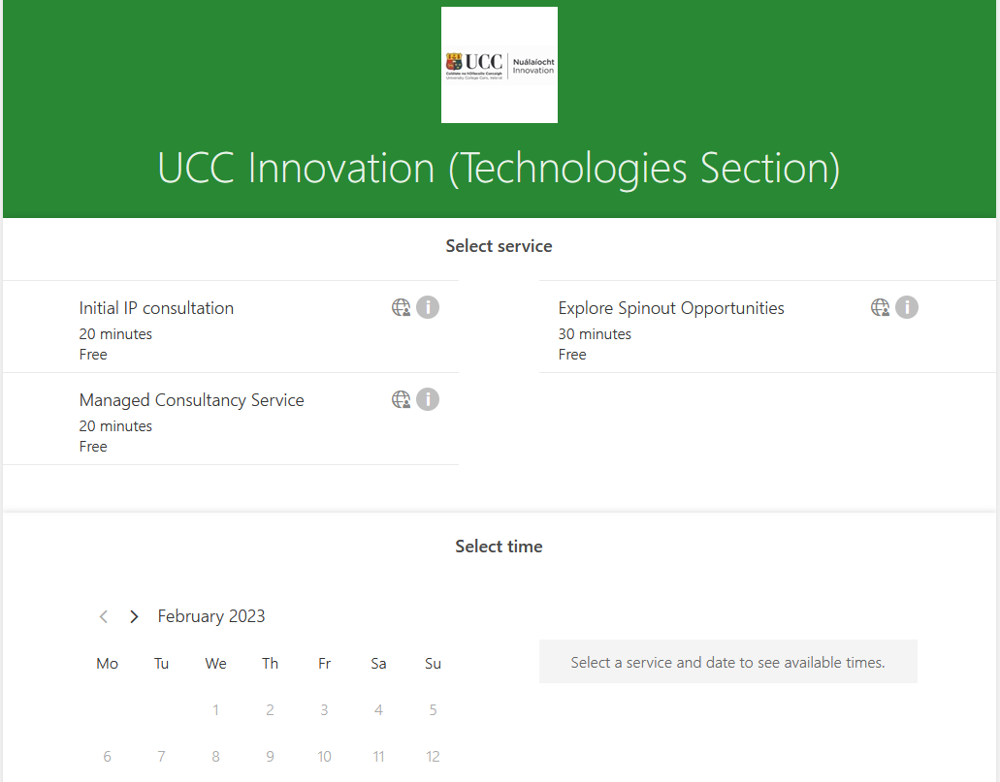 UCC
Nuálaíocht
Innovation
Coláiste na hOllscoile Corcaigh
University College Cork, Ireland
UCC Innovation (Technologies Section)
Select service
Initial IP consultation
20 minutes
Free
Explore Spinout Opportunities
30 minutes
Free
Managed Consultancy Service
20 minutes
Free
Select time
February 2023
Mo Tu We Th Fr Sa Su
1 2 3 4 5
6 7 8 9 10 11 12
Select a service and date to see available times.